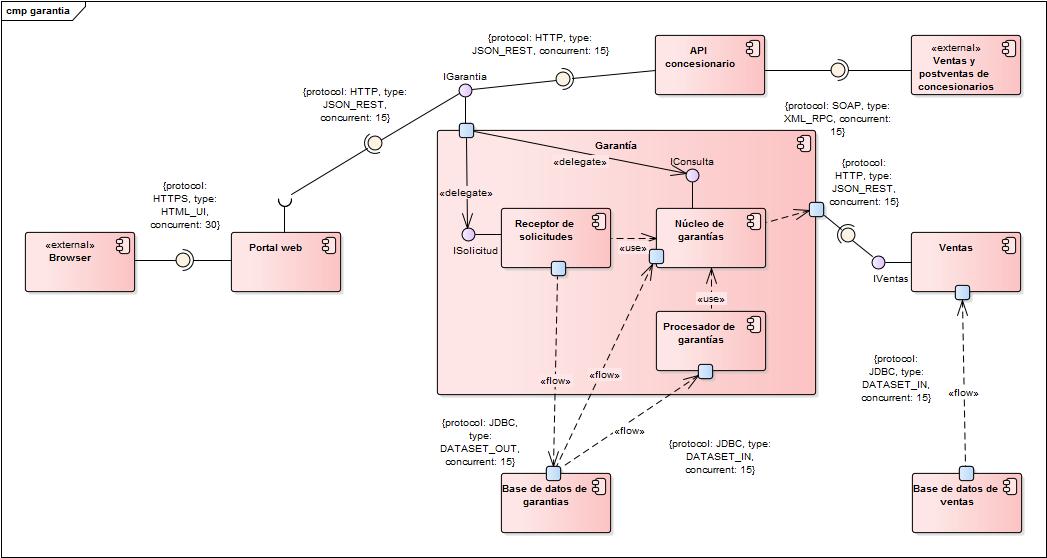 cmp garantia
{protocol: HTTP, type:
JSON_REST, concurrent: 15}
API
concesionario
«external»
Ventas y
postventas de
concesionarios
IGarantia
{protocol: HTTP, type:
JSON_REST,
concurrent: 15}
{protocol: SOAP, type:
XML_RPC, concurrent:
15}
Garantía
«delegate»
IConsulta
{protocol:
HTTP, type:
JSON_REST,
concurrent: 15}
{protocol:
HTTPS, type:
HTML_UI,
concurrent: 30}
«delegate»
«external»
Browser
Portal web
ISolicitud
Receptor de
solicitudes
«use»
Núcleo de
garantías
Ventas
IVentas
«use»
Procesador de
garantías
«flow»
«flow»
«flow»
{protocol:
JDBC, type:
DATASET_IN,
concurrent: 15}
«flow»
{protocol: JDBC,
type:
DATASET_OUT,
concurrent: 15}
{protocol: JDBC, type:
DATASET_IN,
concurrent: 15}
Base de datos de
garantias
Base de datos de
ventas